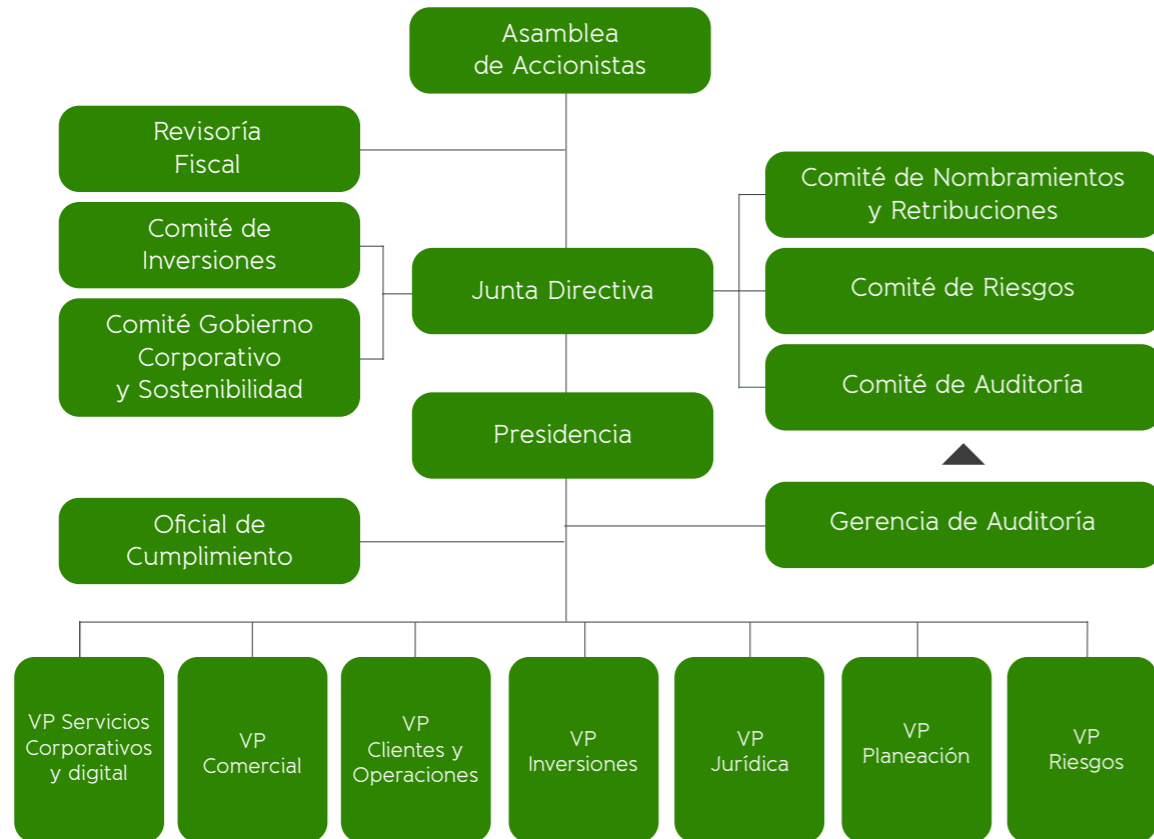 Asamblea
de Accionistas
Revisoría
Fiscal
Comité de Nombramientos
y Retribuciones
Comité de
Inversiones
Junta Directiva
Comité de Riesgos
Comité Gobierno
Corporativo
y Sostenibilidad
Comité de Auditoría
Presidencia
Oficial de
Cumplimiento
Gerencia de Auditoría
VP Servicios
Corporativos
y digital
VP
Comercial
VP
Clientes y
Operaciones
VP
Inversiones
VP
Jurídica
VP
Planeación
VP
Riesgos